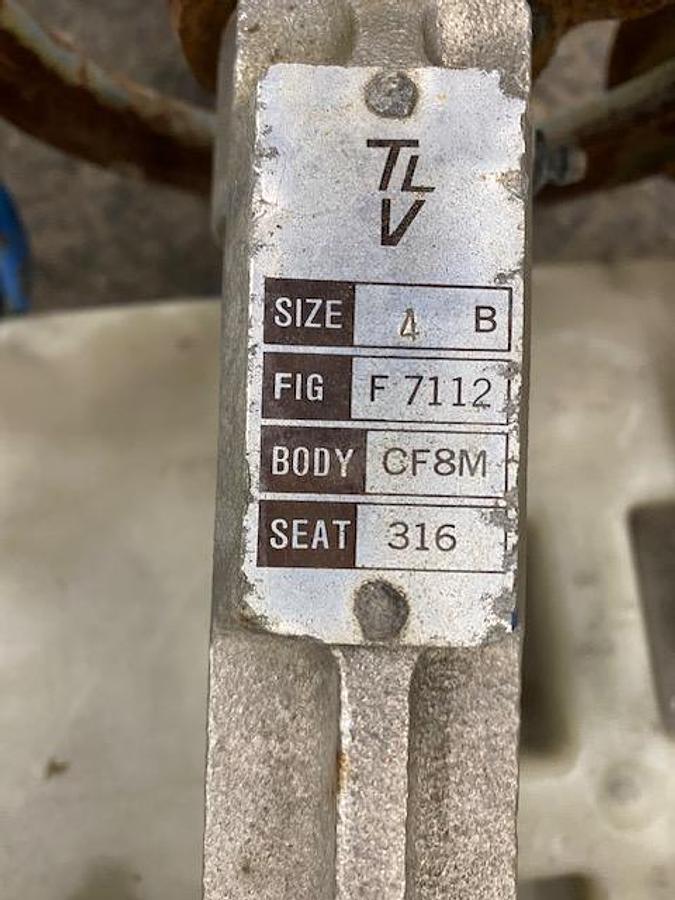 TLV
SIZE 4 B
FIG F 7112
BODY CF8M
SEAT 316